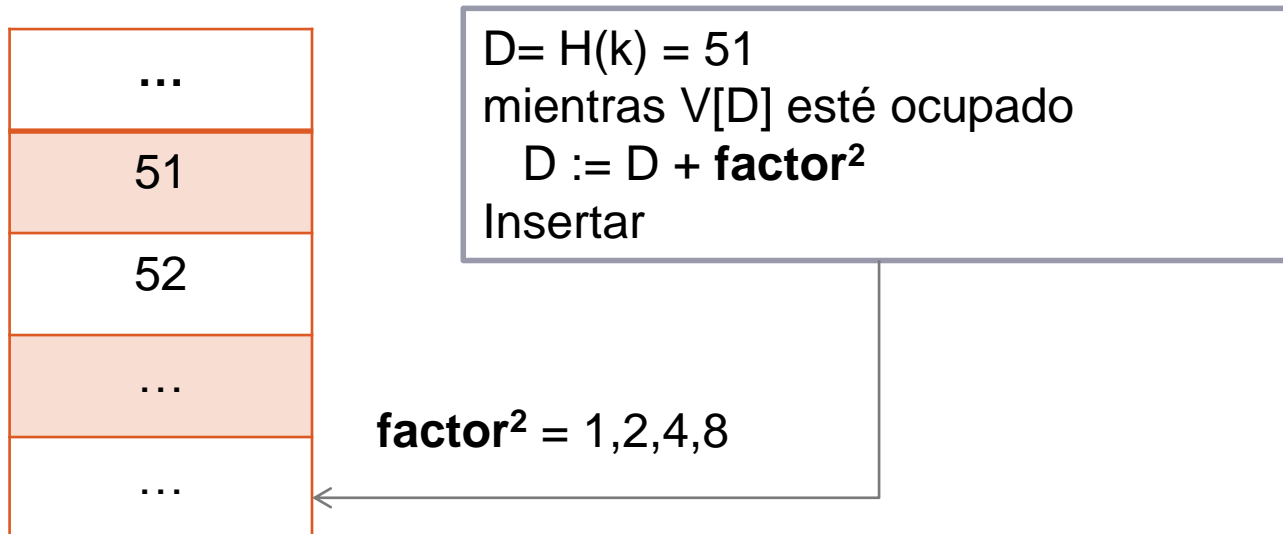 ...
51
52
...
...
D= H(k) = 51
mientras V[D] esté ocupado
D := D + factor²
Insertar
factor² = 1,2,4,8